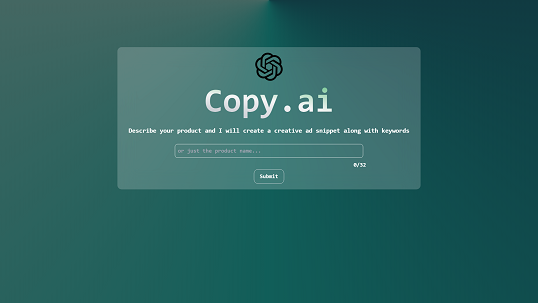 Copy.ai
Describe your product and I will create a creative ad snippet along with keywords
or just the product name...
0/32
Submit